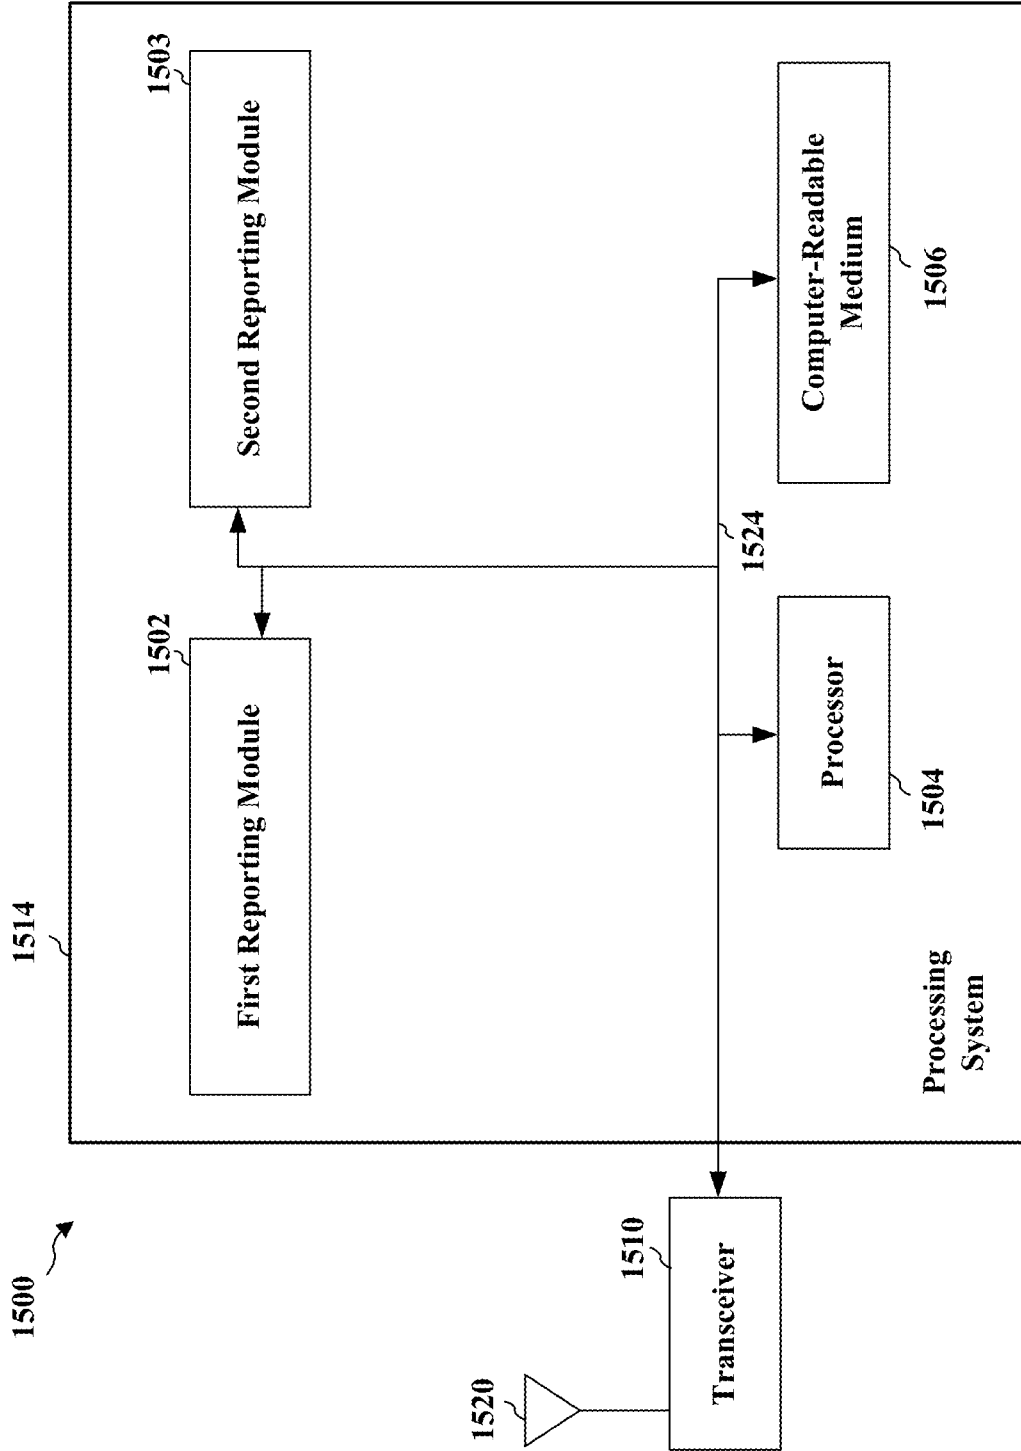 1500
1514
1502
First Reporting Module
1503
Second Reporting Module
1520
1510
Transceiver
1524
Processor
1504
Computer-Readable
Medium
1506
Processing
System